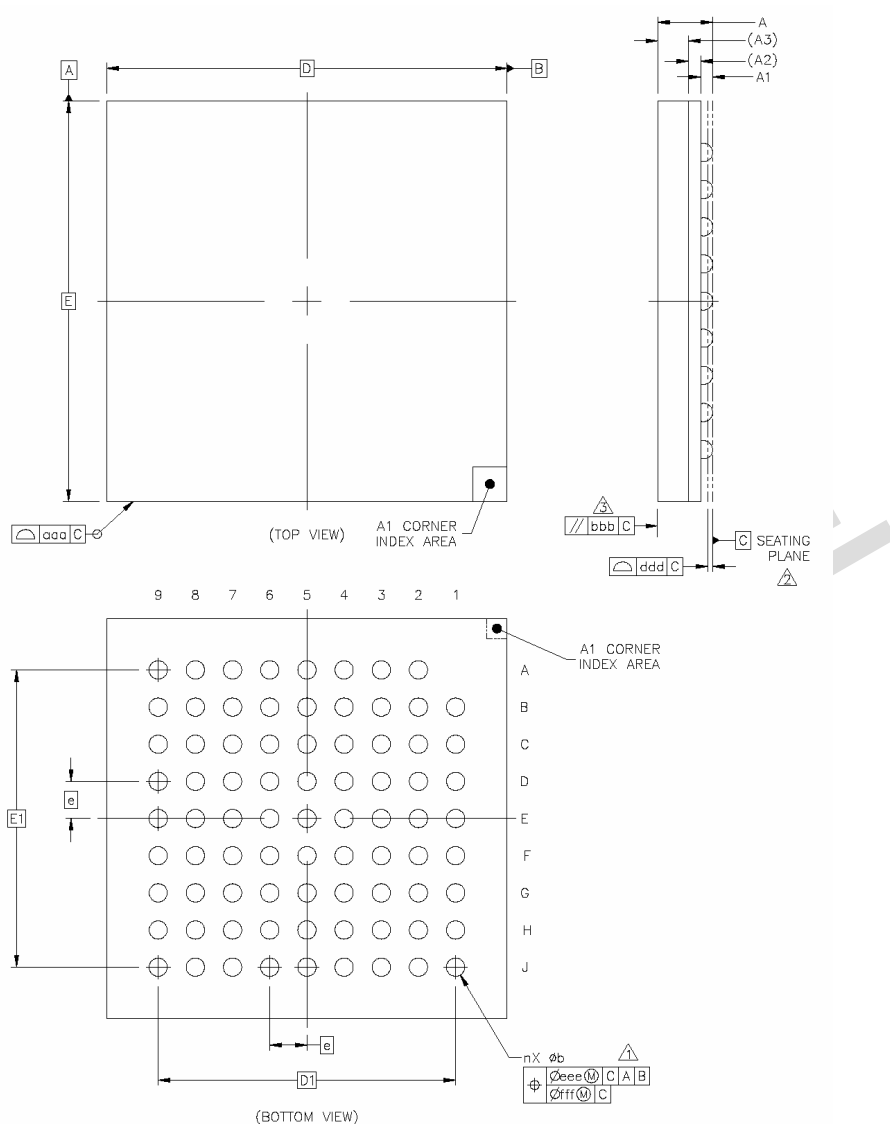 A
(A3)
(A2)
A1
A
D
B
E
aaa C
(TOP VIEW)
A1 CORNER
INDEX AREA
3
// bbb C
C SEATING
PLANE
ddd C
2
9 8 7 6 5 4 3 2 1
A1 CORNER
INDEX AREA
A
B
C
D
e
E1
E
F
G
H
J
e
D1
nX øb
1
⌖ Øeee Ⓜ C A B
Øfff Ⓜ C
(BOTTOM VIEW)